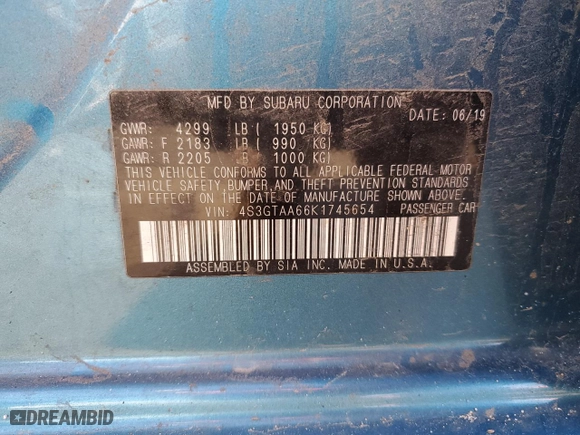 MFD BY SUBARU CORPORATION
DATE: 06/19
GVWR: 4299 LB ( 1950 KG)
GAWR: F 2183 LB ( 990 KG)
GAWR: R 2205 LB ( 1000 KG)
THIS VEHICLE CONFORMS TO ALL APPLICABLE FEDERAL MOTOR
VEHICLE SAFETY, BUMPER, AND THEFT PREVENTION STANDARDS
IN EFFECT ON THE DATE OF MANUFACTURE SHOWN ABOVE.
VIN: 4S3GTAA66K1745654 PASSENGER CAR
ASSEMBLED BY SIA INC. MADE IN U.S.A.
DREAMBID